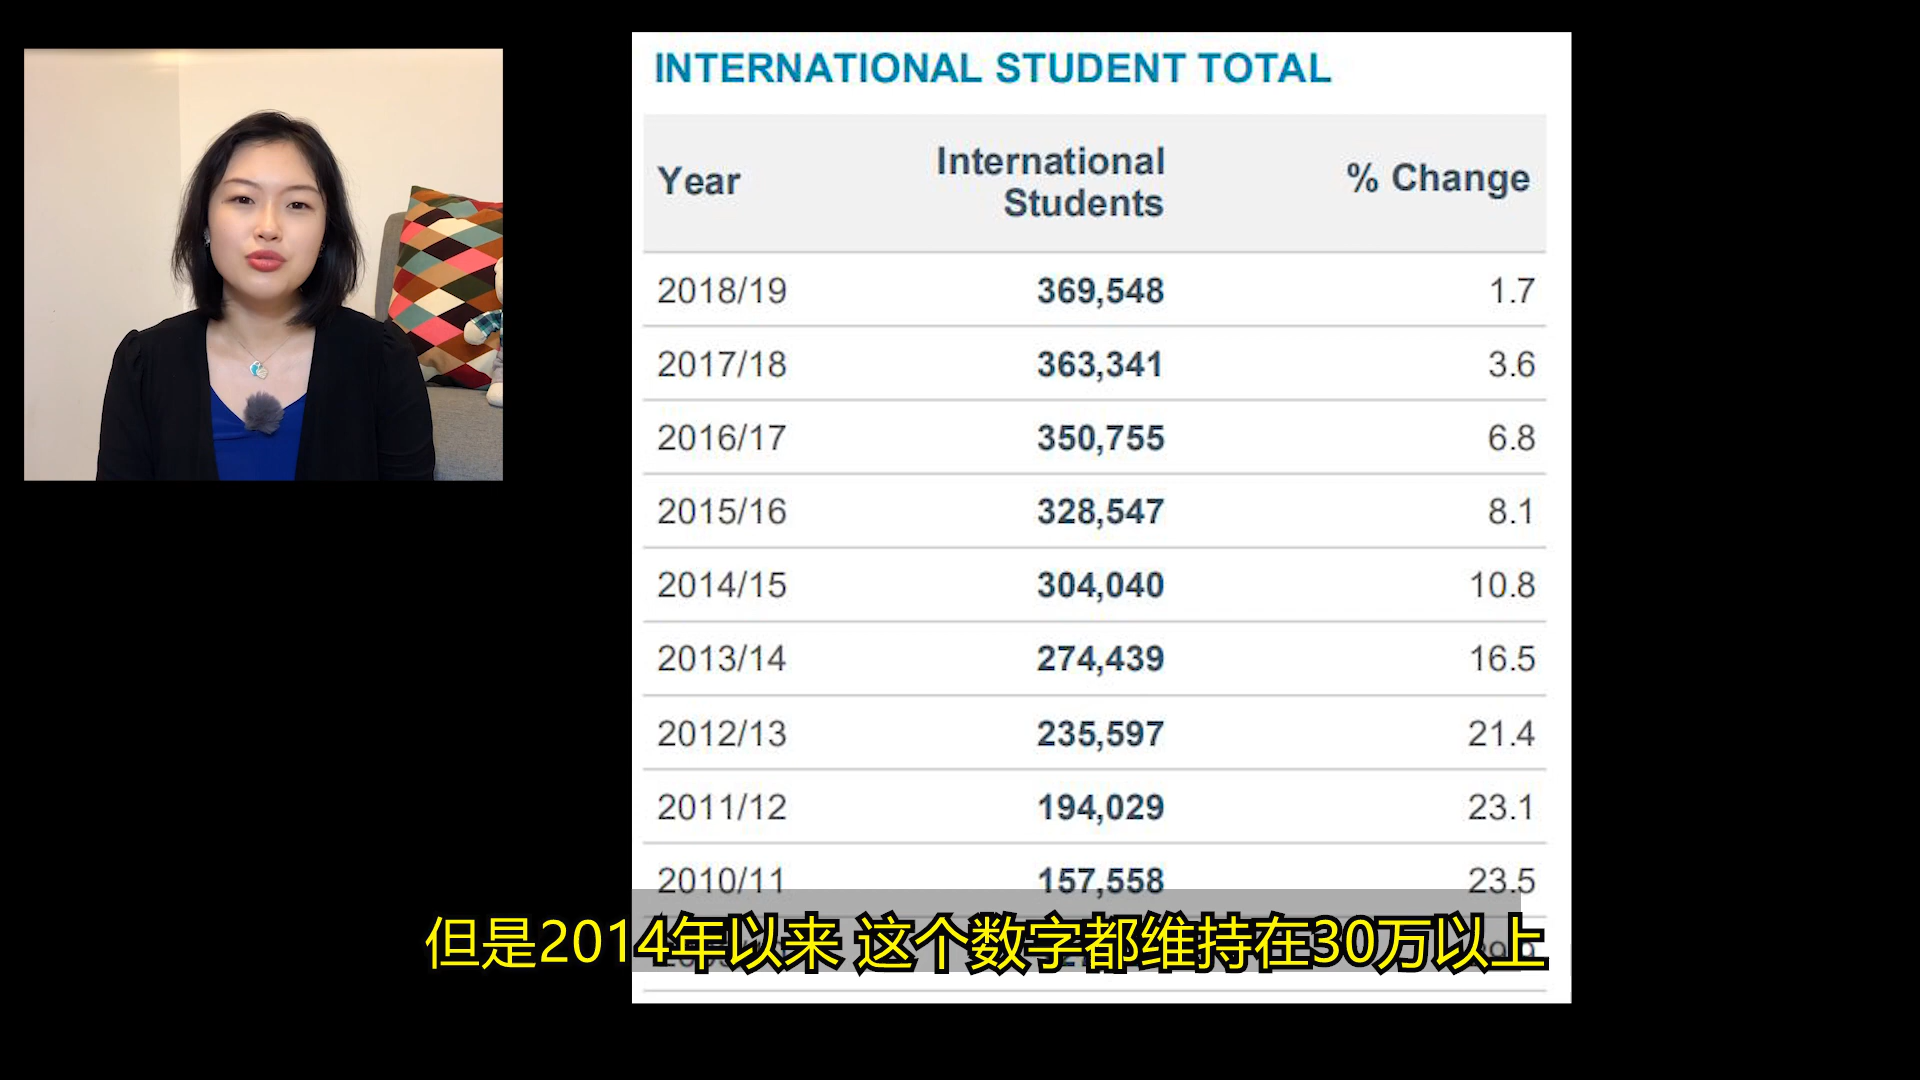 INTERNATIONAL STUDENT TOTAL
Year International Students % Change
2018/19 369,548 1.7
2017/18 363,341 3.6
2016/17 350,755 6.8
2015/16 328,547 8.1
2014/15 304,040 10.8
2013/14 274,439 16.5
2012/13 235,597 21.4
2011/12 194,029 23.1
2010/11 157,558 23.5
但是2014年以来 这个数字都维持在30万以上